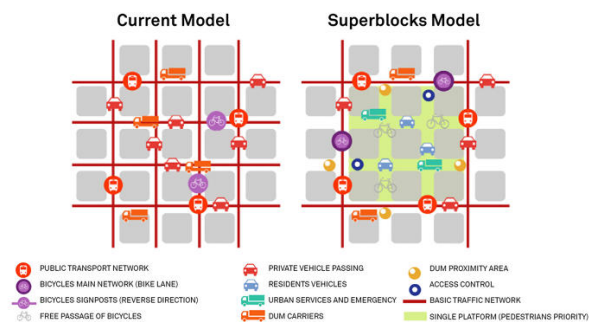 Current Model
Superblocks Model
PUBLIC TRANSPORT NETWORK
BICYCLES MAIN NETWORK (BIKE LANE)
BICYCLES SIGNPOSTS (REVERSE DIRECTION)
FREE PASSAGE OF BICYCLES
PRIVATE VEHICLE PASSING
RESIDENTS VEHICLES
URBAN SERVICES AND EMERGENCY
DUM CARRIERS
DUM PROXIMITY AREA
ACCESS CONTROL
BASIC TRAFFIC NETWORK
SINGLE PLATFORM (PEDESTRIANS PRIORITY)